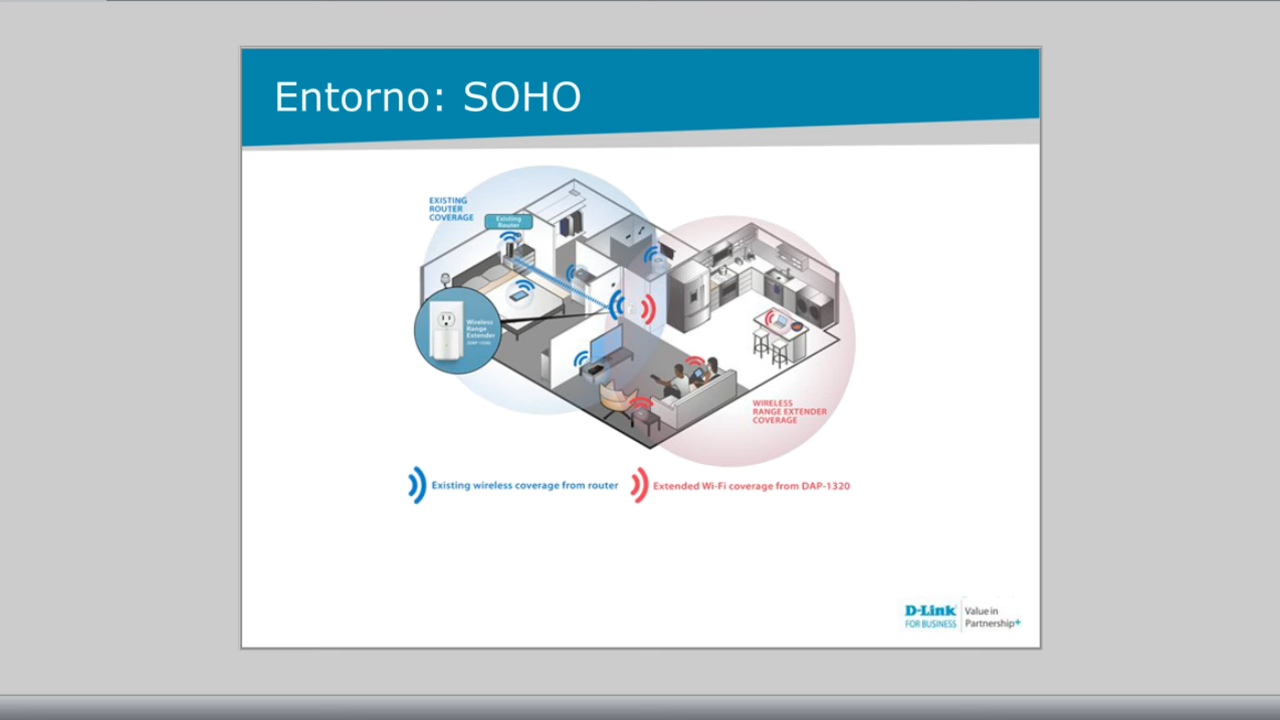 Entorno: SOHO
EXISTING
ROUTER
COVERAGE
Existing
Router
Wireless
Range
Extender
WIRELESS
RANGE EXTENDER
COVERAGE
Existing wireless coverage from router
Extended Wi-Fi coverage from DAP-1320
D-Link
FOR BUSINESS
Value in
Partnership+